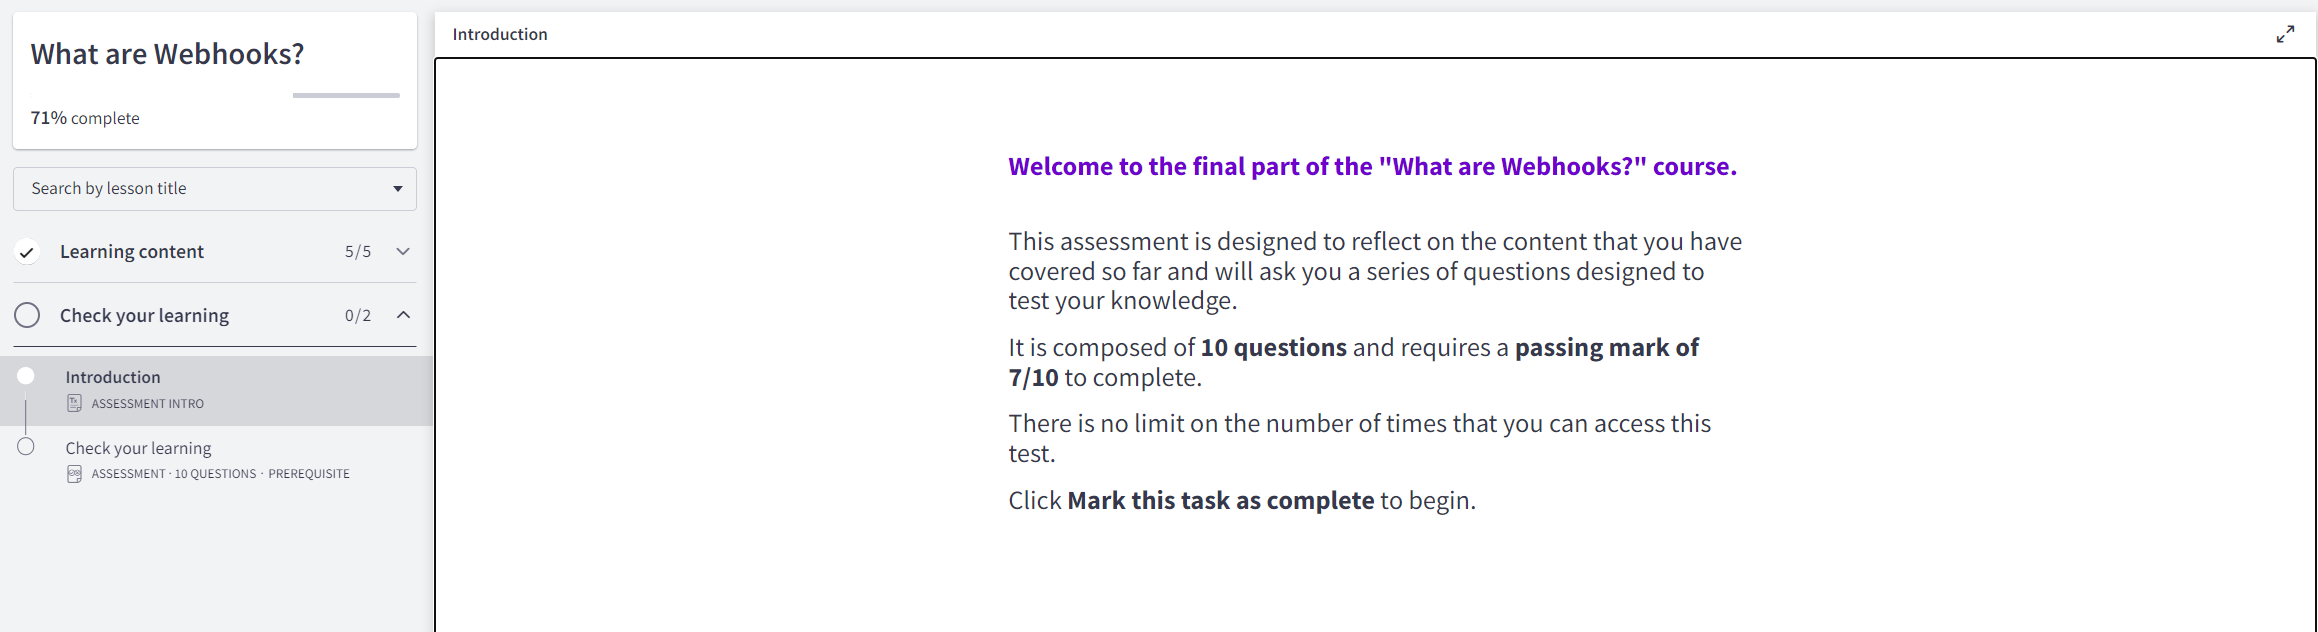 What are Webhooks?
71% complete
Search by lesson title
Learning content 5/5
Check your learning 0/2
Introduction
ASSESSMENT INTRO
Check your learning
ASSESSMENT · 10 QUESTIONS · PREREQUISITE
Introduction
Welcome to the final part of the "What are Webhooks?" course.
This assessment is designed to reflect on the content that you have
covered so far and will ask you a series of questions designed to
test your knowledge.
It is composed of 10 questions and requires a passing mark of
7/10 to complete.
There is no limit on the number of times that you can access this
test.
Click Mark this task as complete to begin.